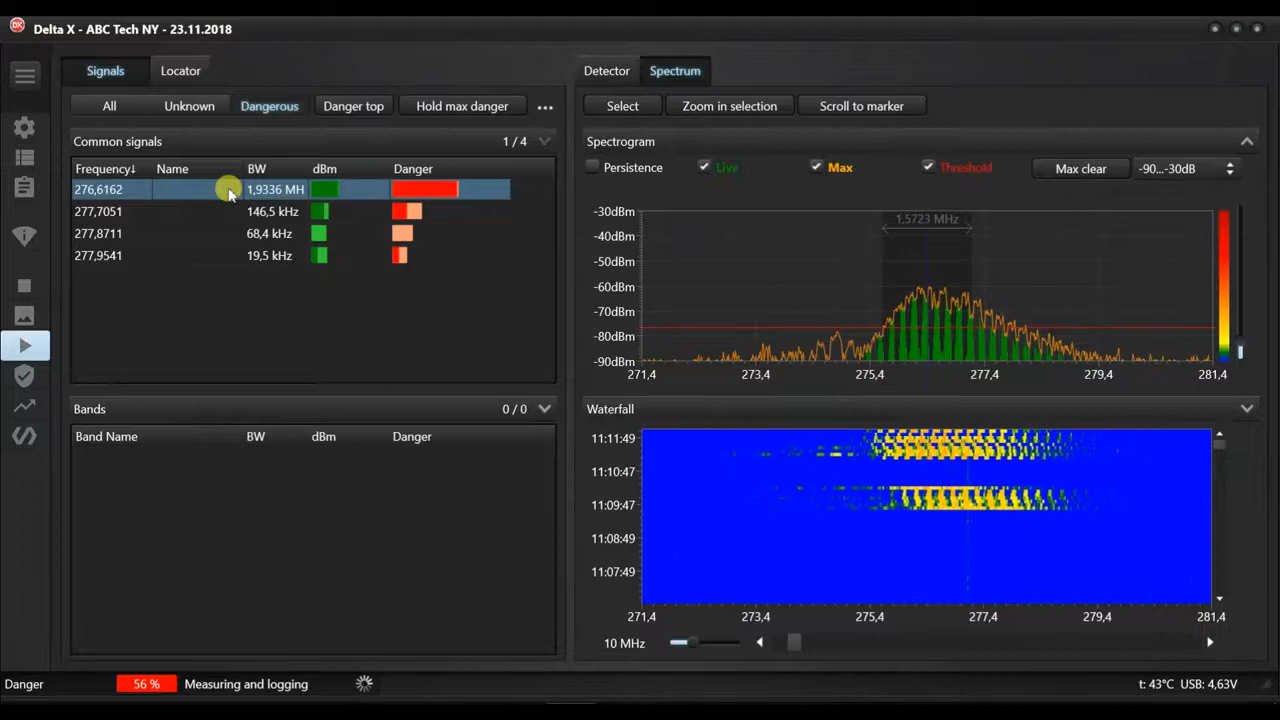 DX Delta X - ABC Tech NY - 23.11.2018
Signals Locator
All Unknown Dangerous Danger top Hold max danger ...
Common signals 1 / 4
Frequency↓ Name BW dBm Danger
276,6162 1,9336 MH
277,7051 146,5 kHz
277,8711 68,4 kHz
277,9541 19,5 kHz
Bands 0 / 0
Band Name BW dBm Danger
Detector Spectrum
Select Zoom in selection Scroll to marker
Spectrogram
Persistence Live Max Threshold Max clear -90...-30dB
1,5723 MHz
-30dBm
-40dBm
-50dBm
-60dBm
-70dBm
-80dBm
-90dBm
271,4 273,4 275,4 277,4 279,4 281,4
Waterfall
11:11:49
11:10:47
11:09:47
11:08:49
11:07:49
271,4 273,4 275,4 277,4 279,4 281,4
10 MHz
Danger 56 % Measuring and logging t: 43°C USB: 4,63V